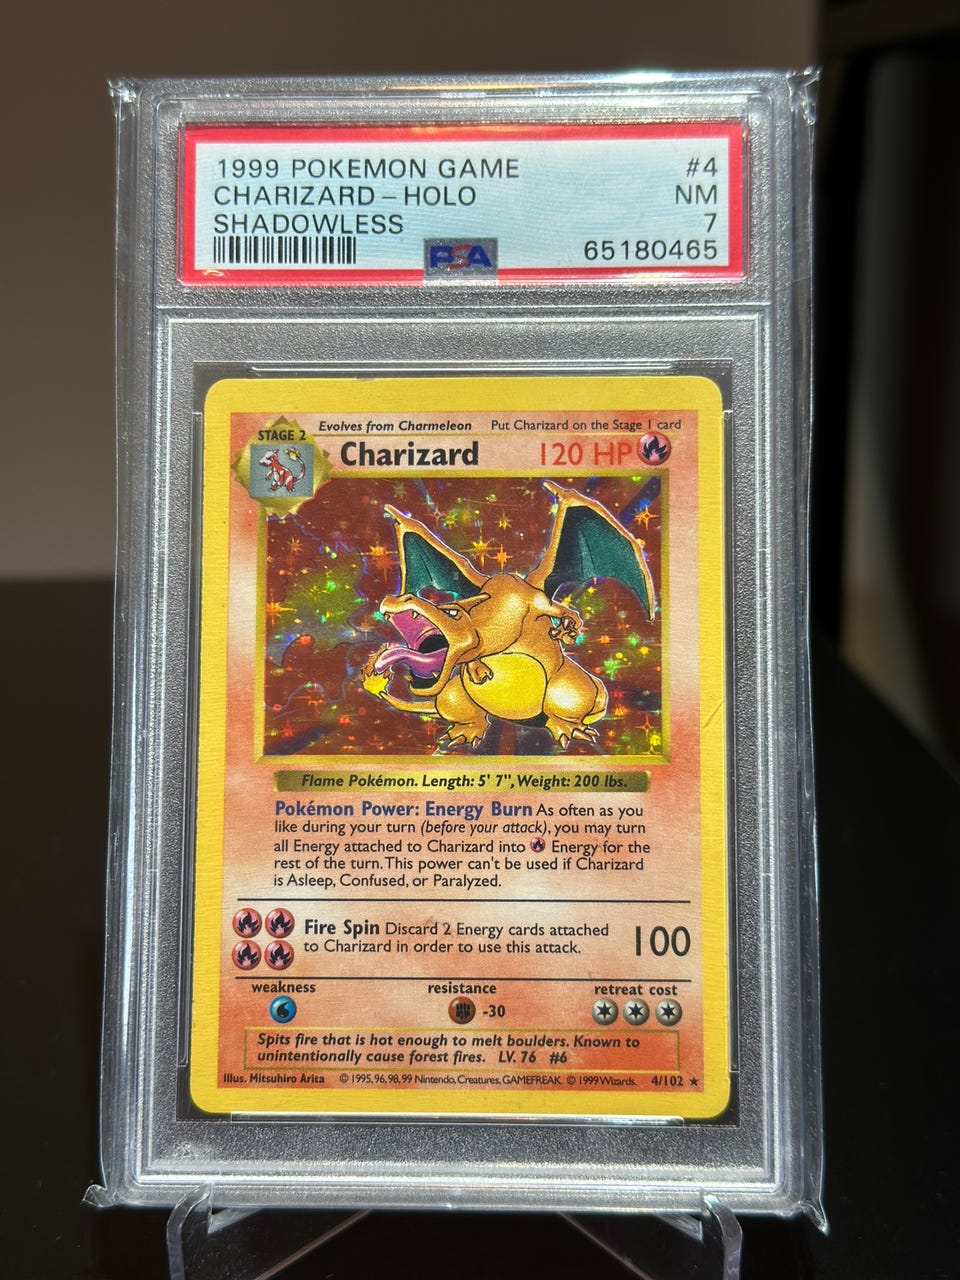 1999 POKEMON GAME #4
CHARIZARD - HOLO NM
SHADOWLESS 7
PSA 65180465
Evolves from Charmeleon Put Charizard on the Stage 1 card
STAGE 2
Charizard 120 HP
Flame Pokémon. Length: 5' 7", Weight: 200 lbs.
Pokémon Power: Energy Burn As often as you
like during your turn (before your attack), you may turn
all Energy attached to Charizard into Energy for the
rest of the turn. This power can't be used if Charizard
is Asleep, Confused, or Paralyzed.
Fire Spin Discard 2 Energy cards attached
to Charizard in order to use this attack. 100
weakness resistance retreat cost
-30
Spits fire that is hot enough to melt boulders. Known to
unintentionally cause forest fires. LV. 76 #6
Illus. Mitsuhiro Arita © 1995, 96, 98, 99 Nintendo, Creatures, GAMEFREAK. © 1999 Wizards. 4/102 ★